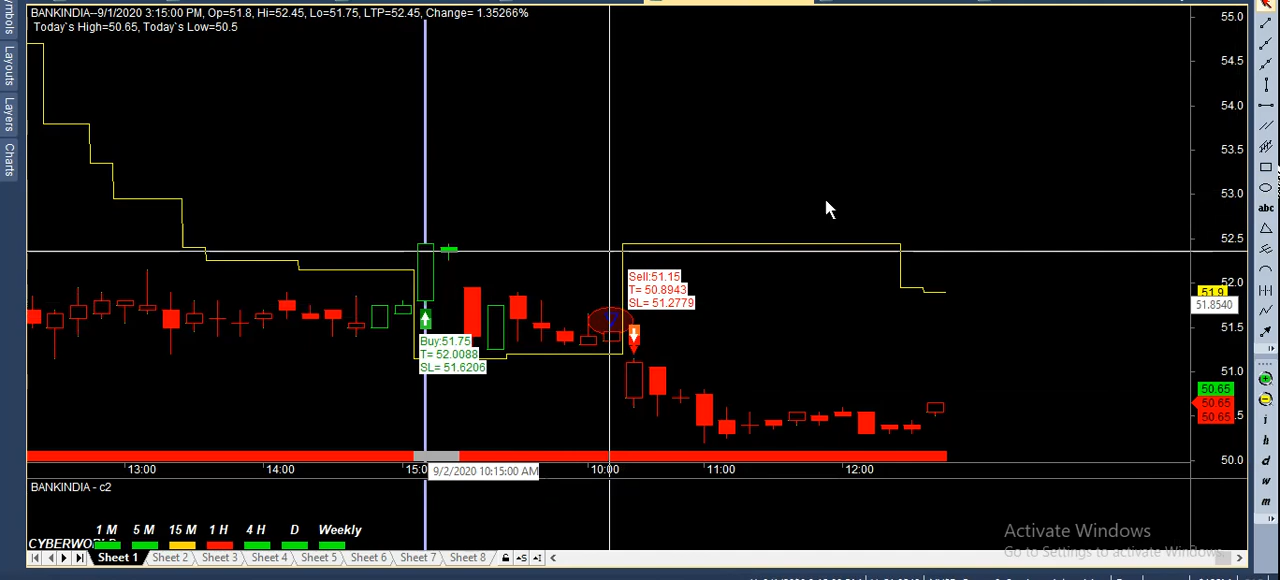 BANKINDIA--9/1/2020 3:15:00 PM, Op=51.8, Hi=52.45, Lo=51.75, LTP=52.45, Change= 1.35266%
Today`s High=50.65, Today`s Low=50.5
Layouts
Layers
Charts
55.0
54.5
54.0
53.5
53.0
52.5
52.0
51.9
51.8540
51.5
51.0
50.65
50.65
50.65
50.0
Sell:51.15
T= 50.8943
SL= 51.2779
Buy:51.75
T= 52.0088
SL= 51.6206
13:00
14:00
9/2/2020 10:15:00 AM
10:00
11:00
12:00
BANKINDIA - c2
1 M
5 M
15 M
1 H
4 H
D
Weekly
Activate Windows
Go to Settings to activate Windows.
Sheet 1
Sheet 2
Sheet 3
Sheet 4
Sheet 5
Sheet 6
Sheet 7
Sheet 8
abc
i
h
d
w
m